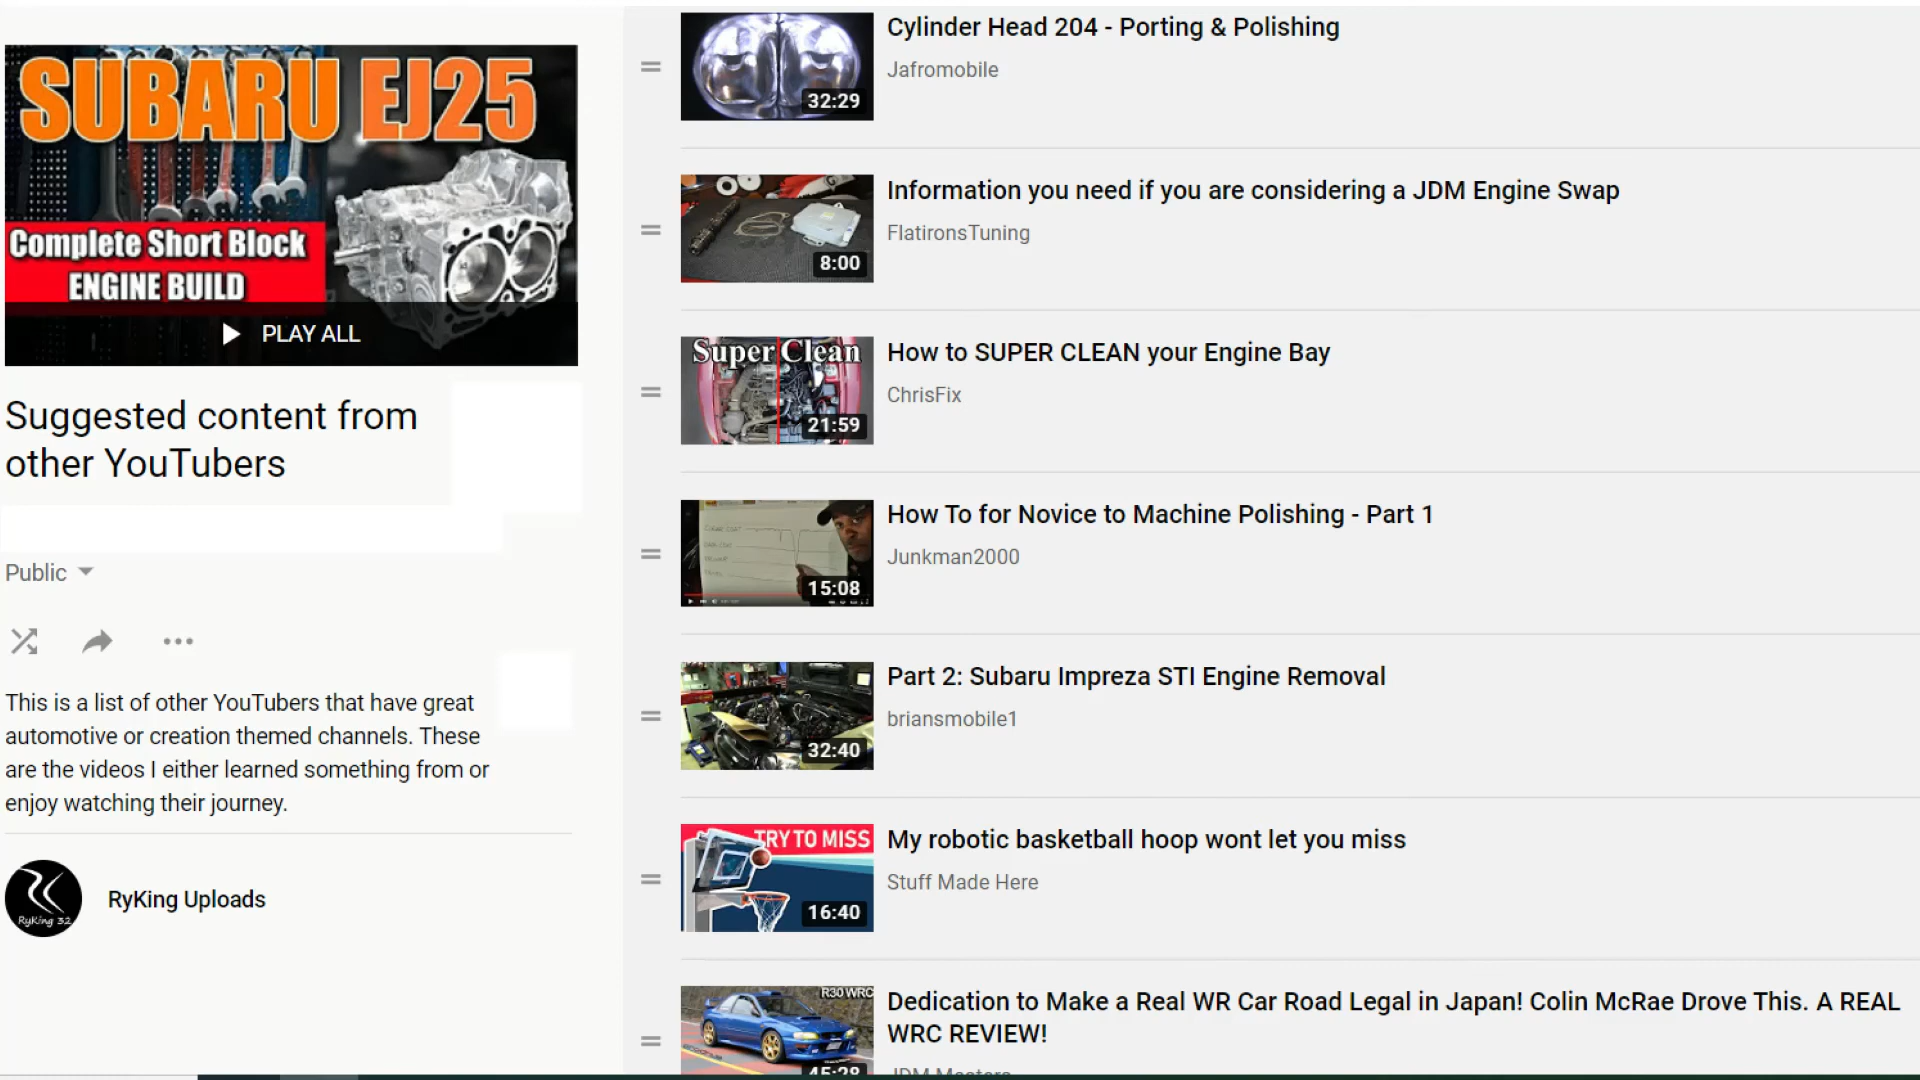 SUBARU EJ25
Complete Short Block
ENGINE BUILD
PLAY ALL
Suggested content from
other YouTubers
Public
This is a list of other YouTubers that have great
automotive or creation themed channels. These
are the videos I either learned something from or
enjoy watching their journey.
RyKing 32
RyKing Uploads
32:29
Cylinder Head 204 - Porting & Polishing
Jafromobile
8:00
Information you need if you are considering a JDM Engine Swap
FlatironsTuning
Super Clean
21:59
How to SUPER CLEAN your Engine Bay
ChrisFix
15:08
How To for Novice to Machine Polishing - Part 1
Junkman2000
32:40
Part 2: Subaru Impreza STI Engine Removal
briansmobile1
TRY TO MISS
16:40
My robotic basketball hoop wont let you miss
Stuff Made Here
R30 WRC
45:28
Dedication to Make a Real WR Car Road Legal in Japan! Colin McRae Drove This. A REAL
WRC REVIEW!
JDM Masters